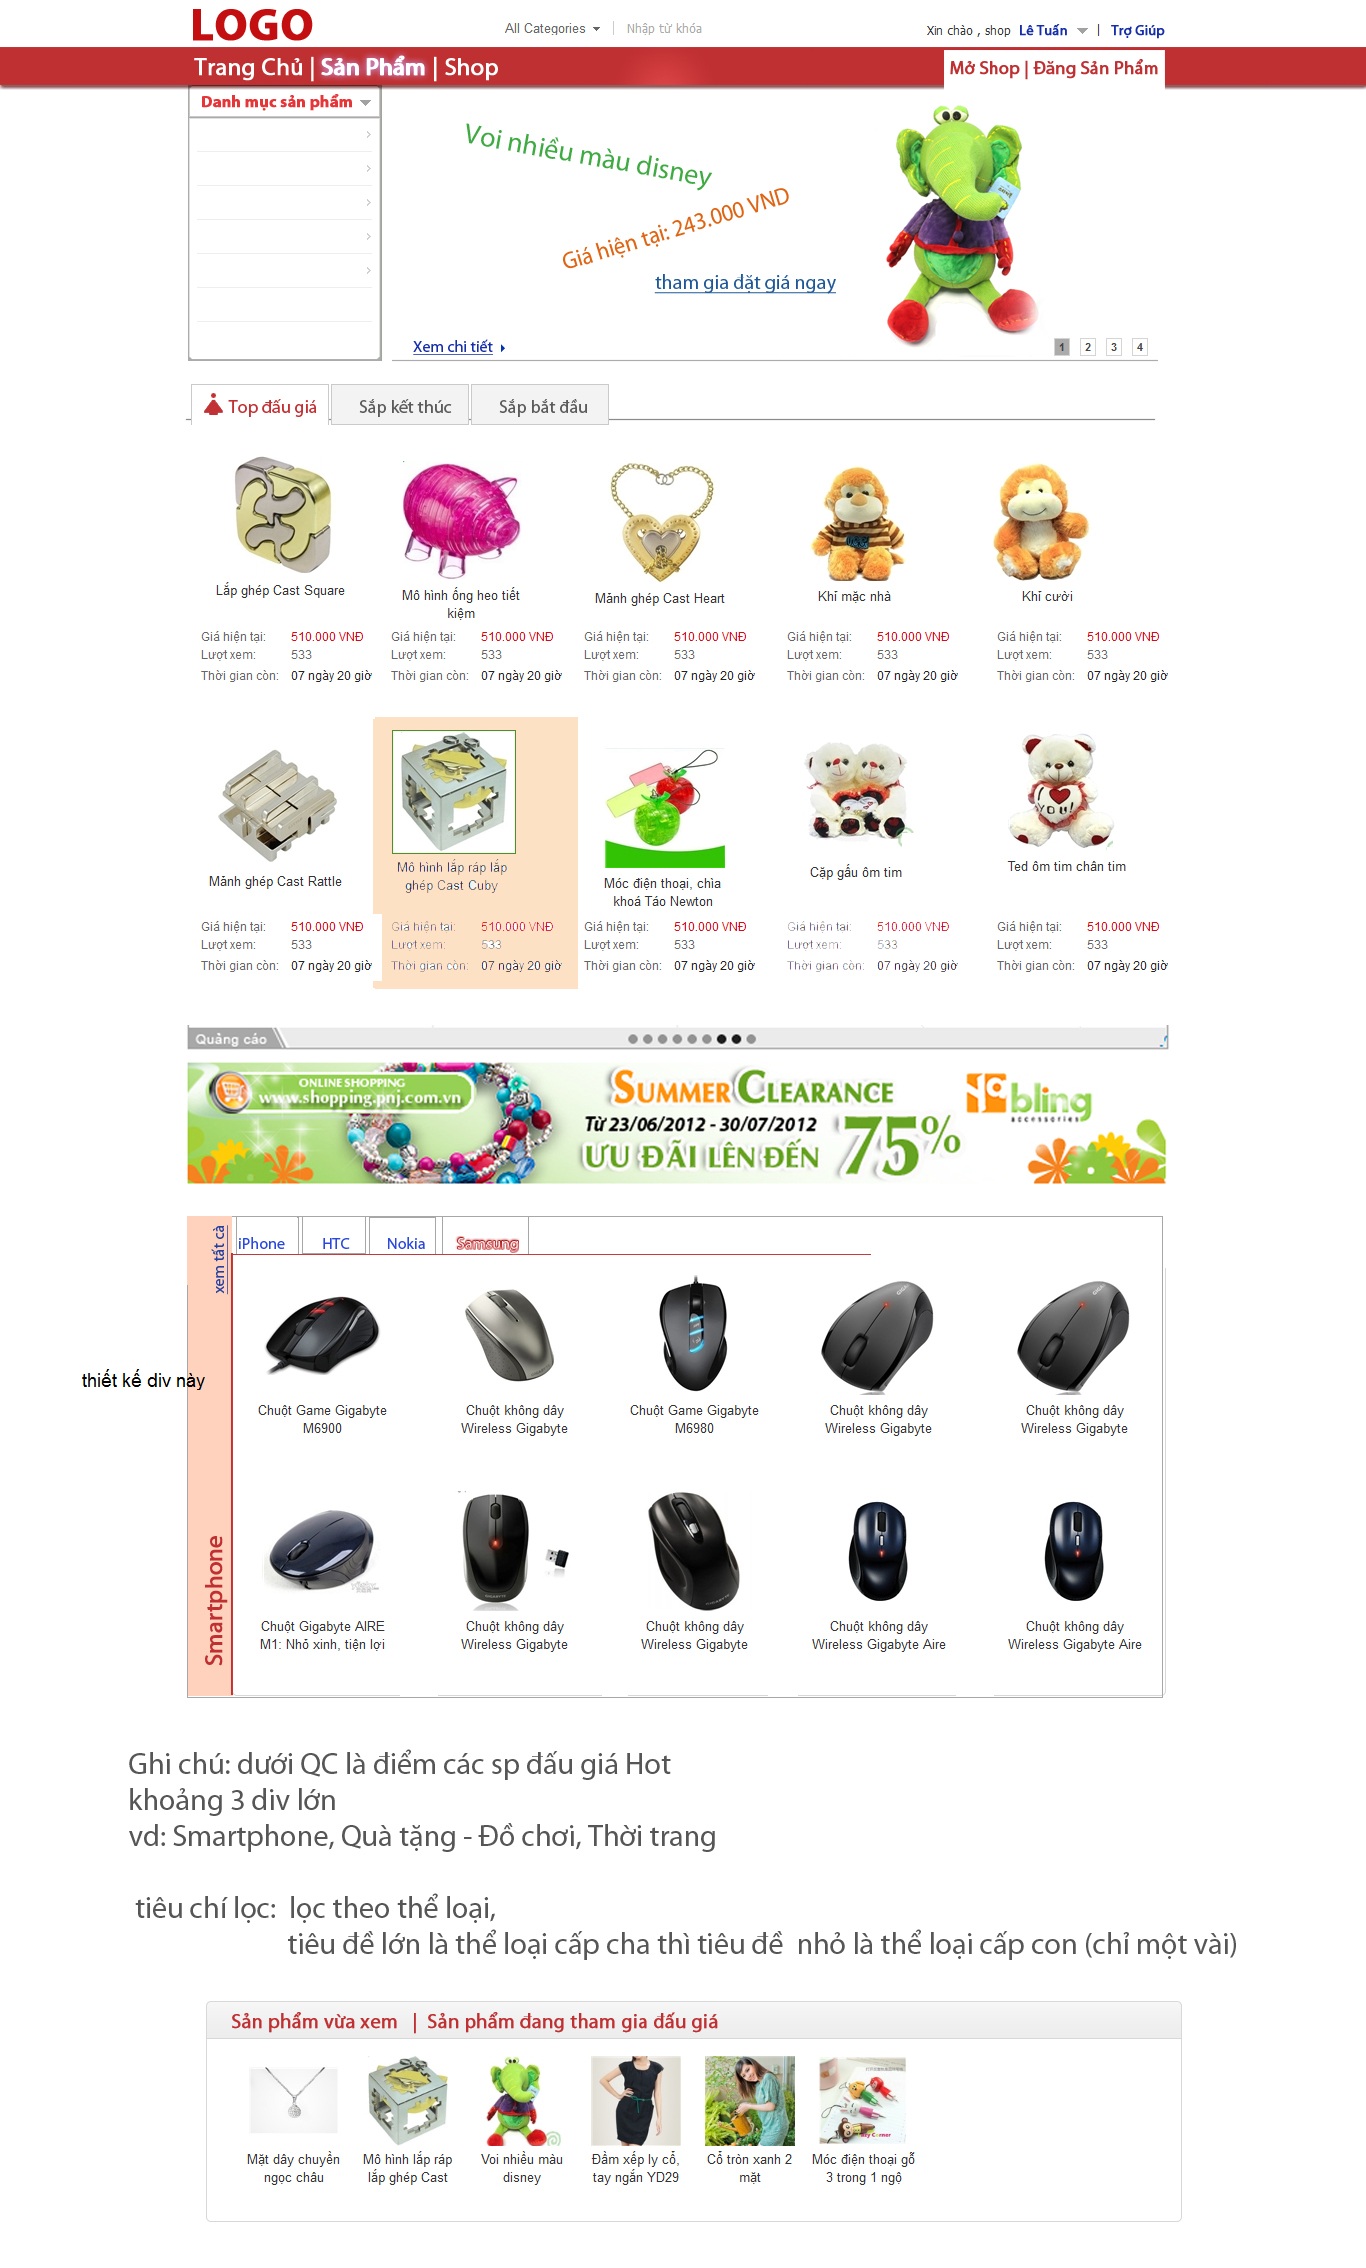 LOGO
All Categories | Nhập từ khóa
Xin chào , shop Lê Tuấn | Trợ Giúp
Trang Chủ | Sản Phẩm | Shop
Mở Shop | Đăng Sản Phẩm
Danh mục sản phẩm
Voi nhiều màu disney
Giá hiện tại: 243.000 VND
tham gia đặt giá ngay
Xem chi tiết
1 2 3 4
Top đấu giá
Sắp kết thúc
Sắp bắt đầu
Lắp ghép Cast Square
Mô hình ống heo tiết
kiệm
Mãnh ghép Cast Heart
Khỉ mặc nhà
Khỉ cười
Giá hiện tại: 510.000 VNĐ Giá hiện tại: 510.000 VNĐ Giá hiện tại: 510.000 VNĐ Giá hiện tại: 510.000 VNĐ Giá hiện tại: 510.000 VNĐ
Lượt xem: 533 Lượt xem: 533 Lượt xem: 533 Lượt xem: 533 Lượt xem: 533
Thời gian còn: 07 ngày 20 giờ Thời gian còn: 07 ngày 20 giờ Thời gian còn: 07 ngày 20 giờ Thời gian còn: 07 ngày 20 giờ Thời gian còn: 07 ngày 20 giờ
I
YOU!
Mãnh ghép Cast Rattle
Mô hình lắp ráp lắp
ghép Cast Cuby
Móc điện thoại, chìa
khoá Táo Newton
Cặp gấu ôm tim
Ted ôm tim chân tim
Giá hiện tại: 510.000 VNĐ Giá hiện tại: 510.000 VNĐ Giá hiện tại: 510.000 VNĐ Giá hiện tại: 510.000 VNĐ Giá hiện tại: 510.000 VNĐ
Lượt xem: 533 Lượt xem: 533 Lượt xem: 533 Lượt xem: 533 Lượt xem: 533
Thời gian còn: 07 ngày 20 giờ Thời gian còn: 07 ngày 20 giờ Thời gian còn: 07 ngày 20 giờ Thời gian còn: 07 ngày 20 giờ Thời gian còn: 07 ngày 20 giờ
Quảng cáo
ONLINE SHOPPING
www.shopping.pnj.com.vn
SUMMER CLEARANCE
Từ 23/06/2012 - 30/07/2012
ƯU ĐÃI LÊN ĐẾN 75%
bling
accessories
xem tất cả
iPhone
HTC
Nokia
Samsung
thiết kế div này
Chuột Game Gigabyte
M6900
Chuột không dây
Wireless Gigabyte
Chuột Game Gigabyte
M6980
Chuột không dây
Wireless Gigabyte
Chuột không dây
Wireless Gigabyte
Smartphone
Chuột Gigabyte AIRE
M1: Nhỏ xinh, tiện lợi
Chuột không dây
Wireless Gigabyte
Chuột không dây
Wireless Gigabyte
Chuột không dây
Wireless Gigabyte Aire
Chuột không dây
Wireless Gigabyte Aire
Ghi chú: dưới QC là điểm các sp đấu giá Hot
khoảng 3 div lớn
vd: Smartphone, Quà tặng - Đồ chơi, Thời trang
tiêu chí lọc: lọc theo thể loại,
tiêu đề lớn là thể loại cấp cha thì tiêu đề nhỏ là thể loại cấp con (chỉ một vài)
Sản phẩm vừa xem | Sản phẩm đang tham gia đấu giá
Mặt dây chuyền
ngọc châu
Mô hình lắp ráp
lắp ghép Cast
Voi nhiều màu
disney
Đầm xếp ly cổ,
tay ngắn YD29
Cổ tròn xanh 2
mặt
Móc điện thoại gỗ
3 trong 1 ngộ